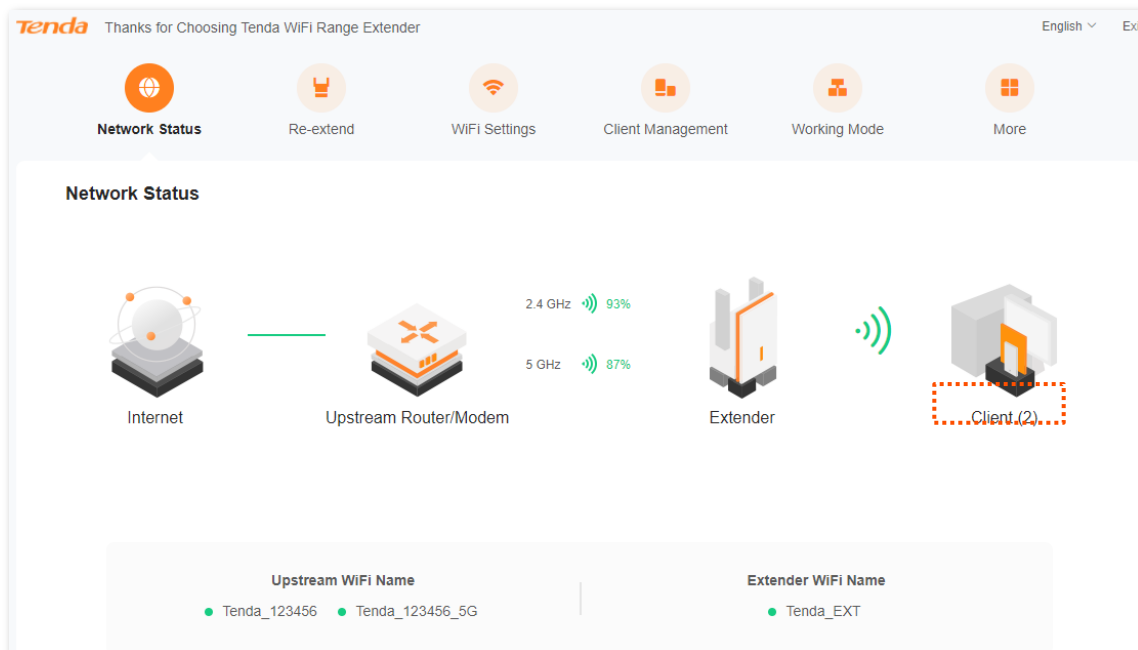 Tenda Thanks for Choosing Tenda WiFi Range Extender English
Network Status Re-extend WiFi Settings Client Management Working Mode More
Network Status
2.4 GHz 93%
5 GHz 87%
Internet Upstream Router/Modem Extender Client (2)
Upstream WiFi Name Extender WiFi Name
Tenda_123456 Tenda_123456_5G Tenda_EXT